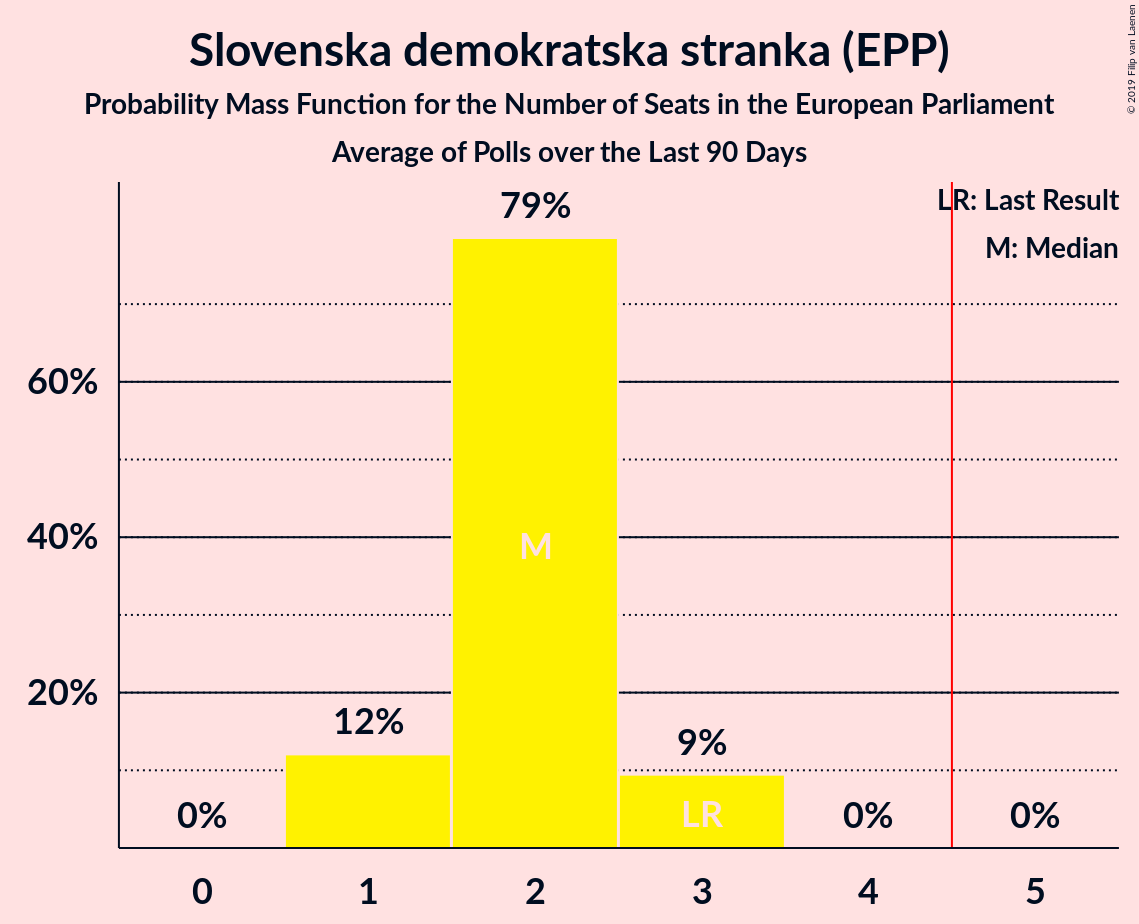 Slovenska demokratska stranka (EPP)
Probability Mass Function for the Number of Seats in the European Parliament
Average of Polls over the Last 90 Days
© 2019 Filip van Laenen
LR: Last Result
M: Median
79%
60%
40%
20%
M
12%
9%
LR
0%
0%
0%
0 1 2 3 4 5